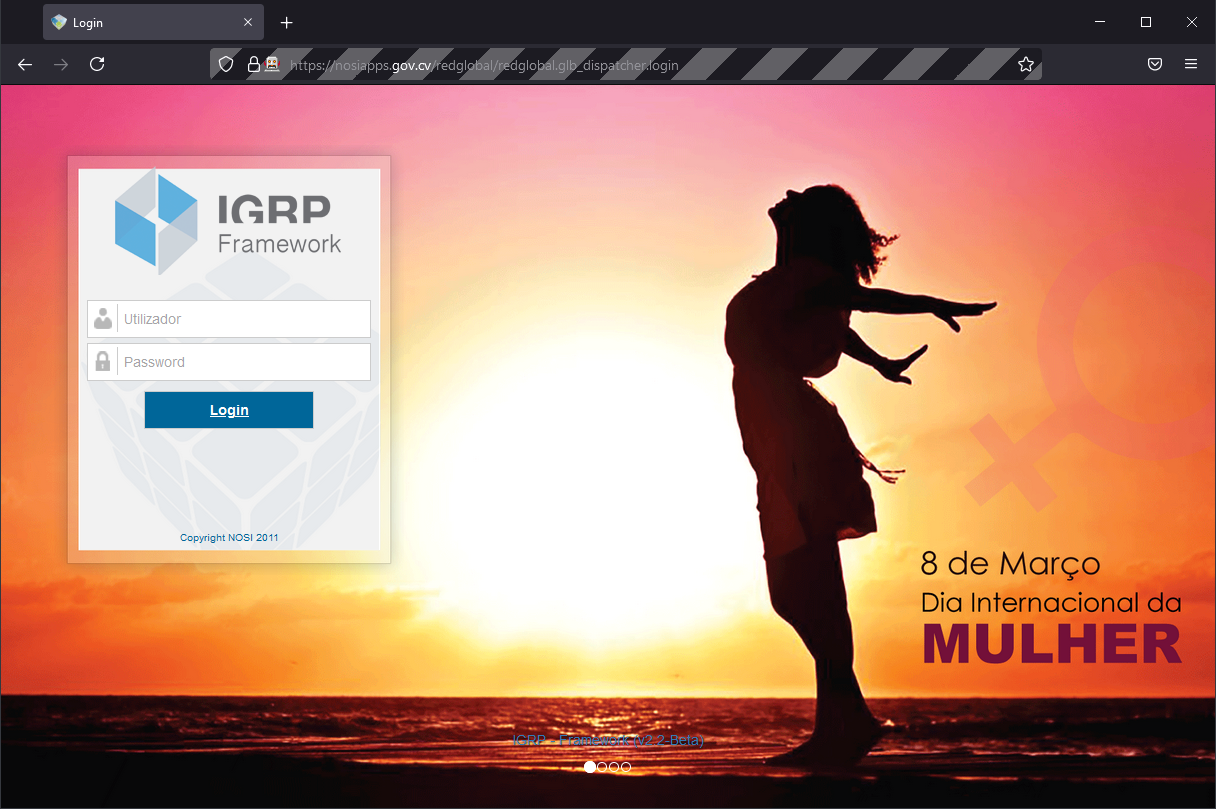 Login
https://nosiapps.gov.cv/redglobal/redglobal.glb_dispatcher.login
IGRP
Framework
Utilizador
Password
Login
Copyright NOSI 2011
8 de Março
Dia Internacional da
MULHER
IGRP - Framework (v2.2-Beta)